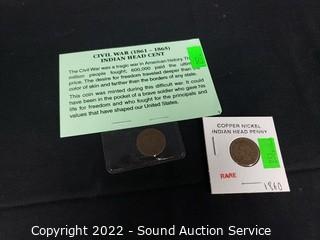 CIVIL WAR (1861 - 1865)
INDIAN HEAD CENT
The Civil War was a tragic war in American history. Th
million people fought; 600,000 paid the ultim
price. The desire for freedom traveled deeper than the
color of skin and farther than the borders of any state.
This coin was minted during this difficult war. It could
have been in the pocket of a brave soldier who gave his
life for freedom and who fought for the principals and
values that have shaped our United States.
COPPER NICKEL
INDIAN HEAD PENNY
RARE
1860
Copyright 2022 - Sound Auction Service